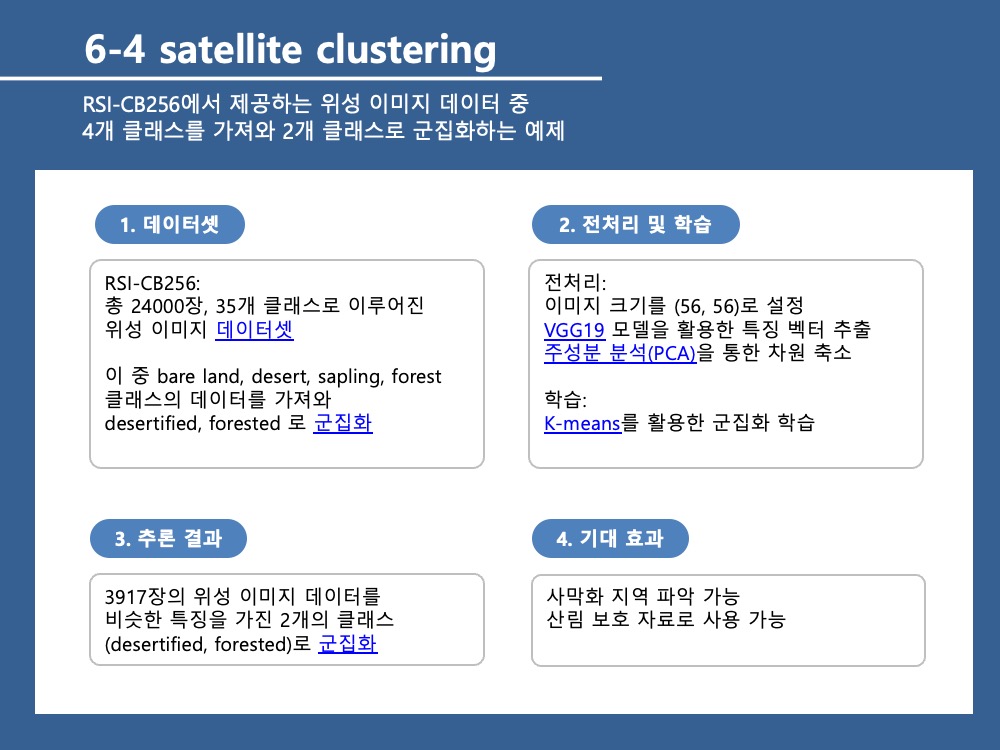 6-4 satellite clustering
RSI-CB256에서 제공하는 위성 이미지 데이터 중
4개 클래스를 가져와 2개 클래스로 군집화하는 예제
1. 데이터셋
RSI-CB256:
총 24000장, 35개 클래스로 이루어진
위성 이미지 데이터셋
이 중 bare land, desert, sapling, forest
클래스의 데이터를 가져와
desertified, forested 로 군집화
2. 전처리 및 학습
전처리:
이미지 크기를 (56, 56)로 설정
VGG19 모델을 활용한 특징 벡터 추출
주성분 분석(PCA)을 통한 차원 축소
학습:
K-means를 활용한 군집화 학습
3. 추론 결과
3917장의 위성 이미지 데이터를
비슷한 특징을 가진 2개의 클래스
(desertified, forested)로 군집화
4. 기대 효과
사막화 지역 파악 가능
산림 보호 자료로 사용 가능